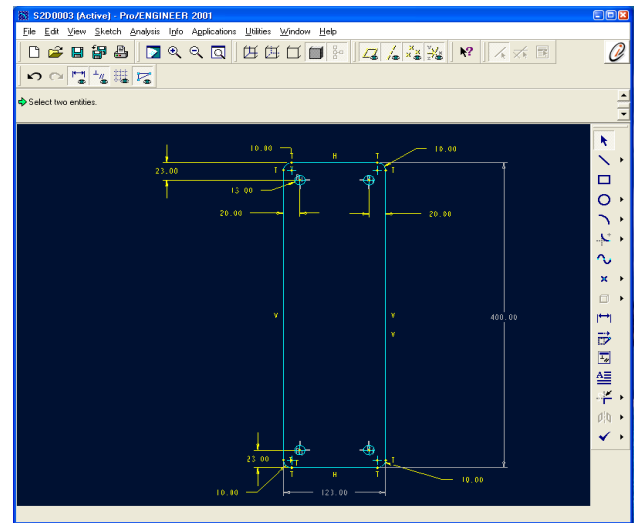 S2D0003 (Active) - Pro/ENGINEER 2001
File Edit View Sketch Analysis Info Applications Utilities Window Help
Select two entities.
10.00 T H T 10.00
T T
23.00
13.00
20.00 20.00
V V
400.00
V
23.00 T T T
T H T
10.00 123.00 10.00